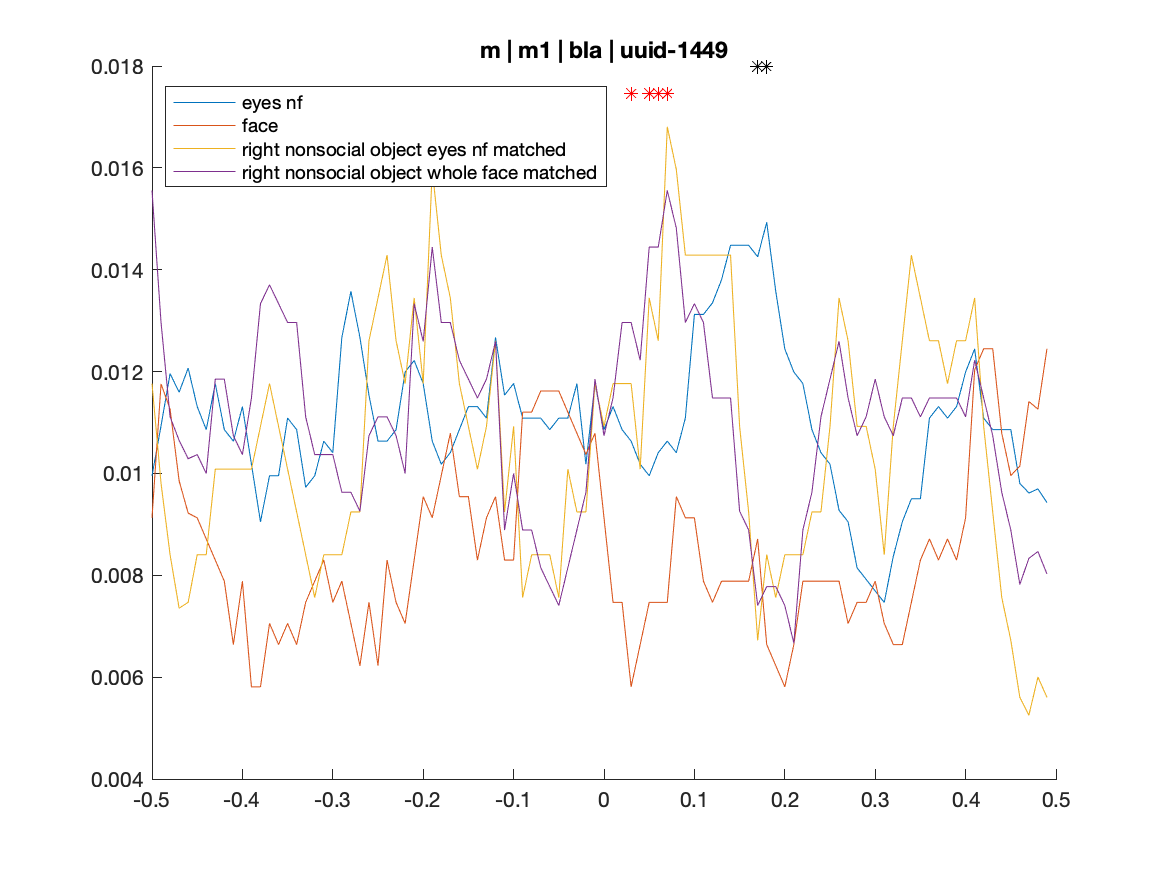 m | m1 | bla | uuid-1449
0.018
eyes nf
face
right nonsocial object eyes nf matched
right nonsocial object whole face matched
0.016
0.014
0.012
0.01
0.008
0.006
0.004
-0.5 -0.4 -0.3 -0.2 -0.1 0 0.1 0.2 0.3 0.4 0.5